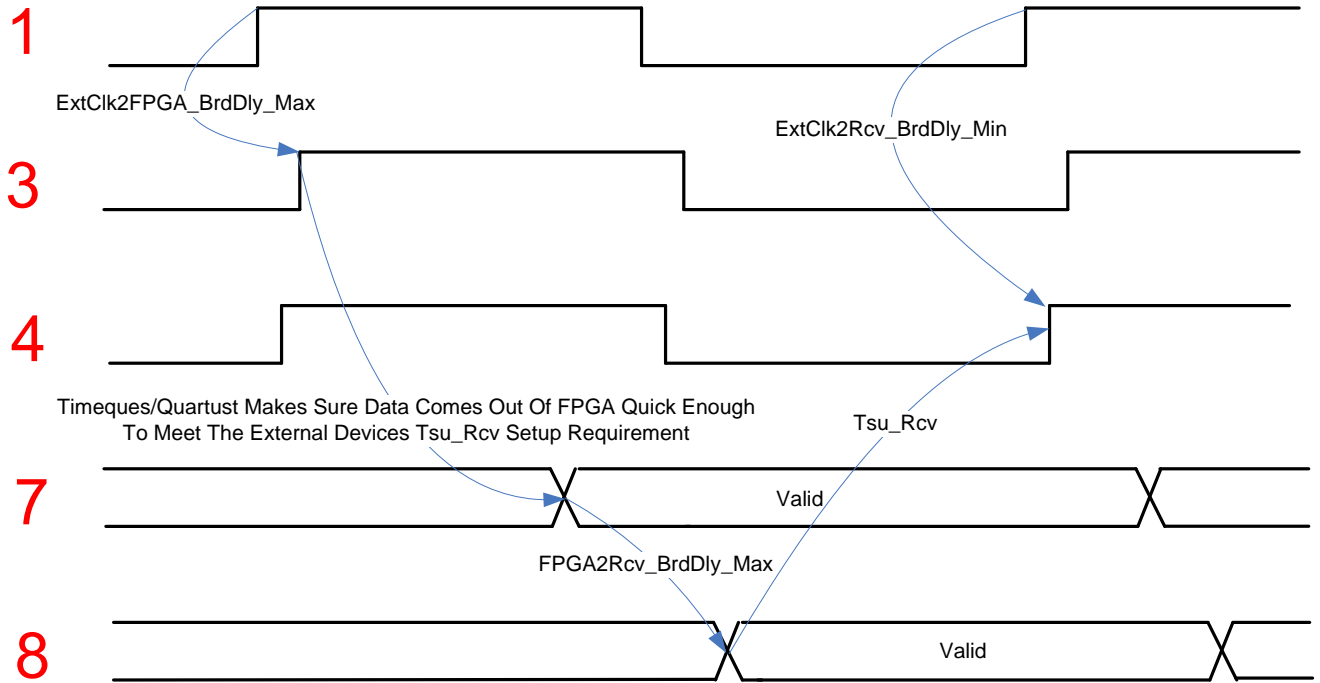 1
ExtClk2FPGA_BrdDly_Max
ExtClk2Rcv_BrdDly_Min
3
4
Timeques/Quartust Makes Sure Data Comes Out Of FPGA Quick Enough
To Meet The External Devices Tsu_Rcv Setup Requirement
Tsu_Rcv
7
Valid
FPGA2Rcv_BrdDly_Max
8
Valid